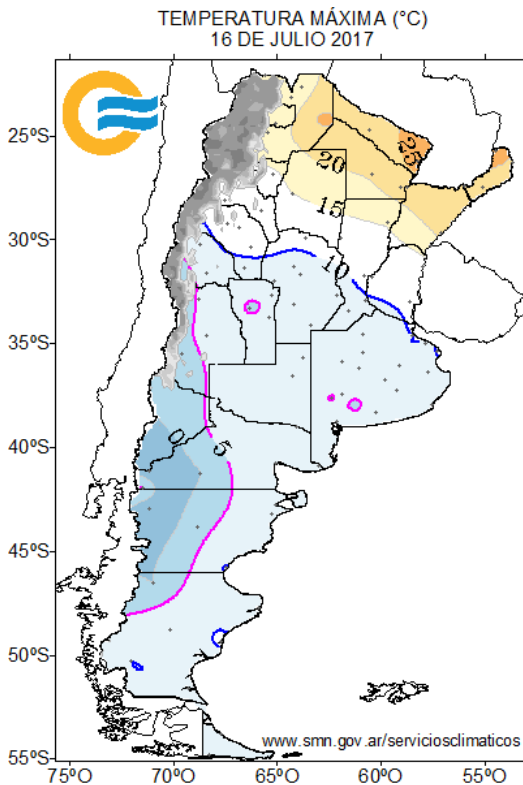 TEMPERATURA MÁXIMA (°C)
16 DE JULIO 2017
25ºS
30ºS
35ºS
40ºS
45ºS
50ºS
55ºS
25
20
15
10
5
0
www.smn.gov.ar/serviciosclimaticos
75ºO
70ºO
65ºO
60ºO
55ºO